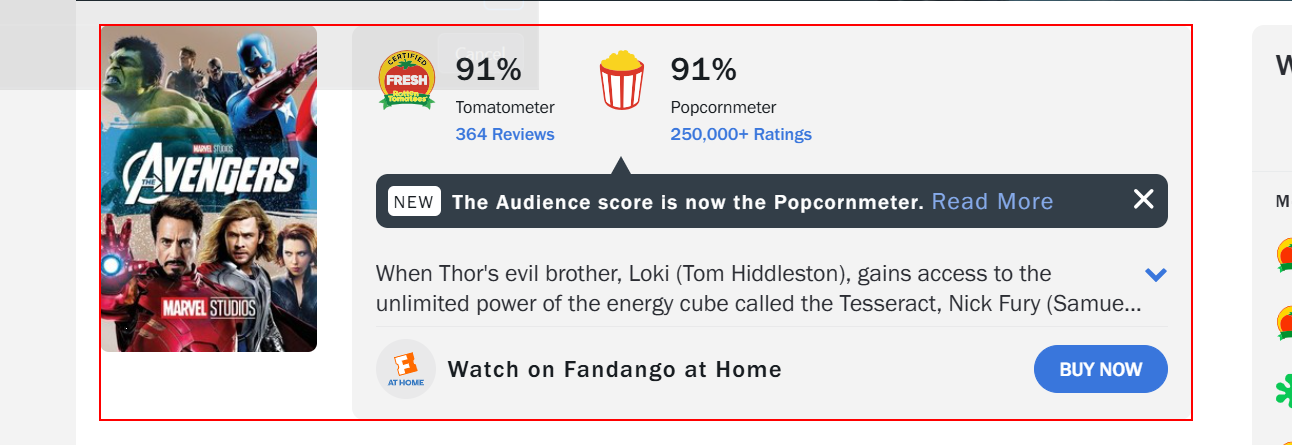 Cancel
CERTIFIED
FRESH
Rotten
Tomatoes
91%
Tomatometer
364 Reviews
91%
Popcornmeter
250,000+ Ratings
MARVEL STUDIOS
THE AVENGERS
MARVEL STUDIOS
NEW The Audience score is now the Popcornmeter. Read More
When Thor's evil brother, Loki (Tom Hiddleston), gains access to the
unlimited power of the energy cube called the Tesseract, Nick Fury (Samue...
AT HOME
Watch on Fandango at Home
BUY NOW